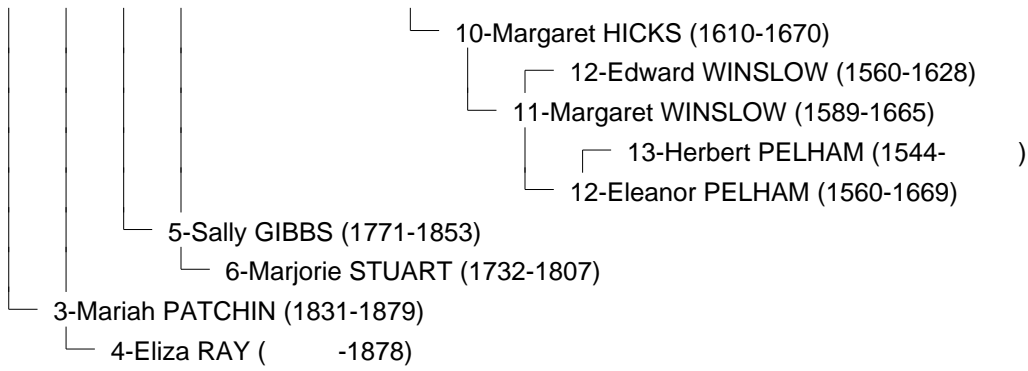 10-Margaret HICKS (1610-1670)
12-Edward WINSLOW (1560-1628)
11-Margaret WINSLOW (1589-1665)
13-Herbert PELHAM (1544- )
12-Eleanor PELHAM (1560-1669)
5-Sally GIBBS (1771-1853)
6-Marjorie STUART (1732-1807)
3-Mariah PATCHIN (1831-1879)
4-Eliza RAY ( -1878)